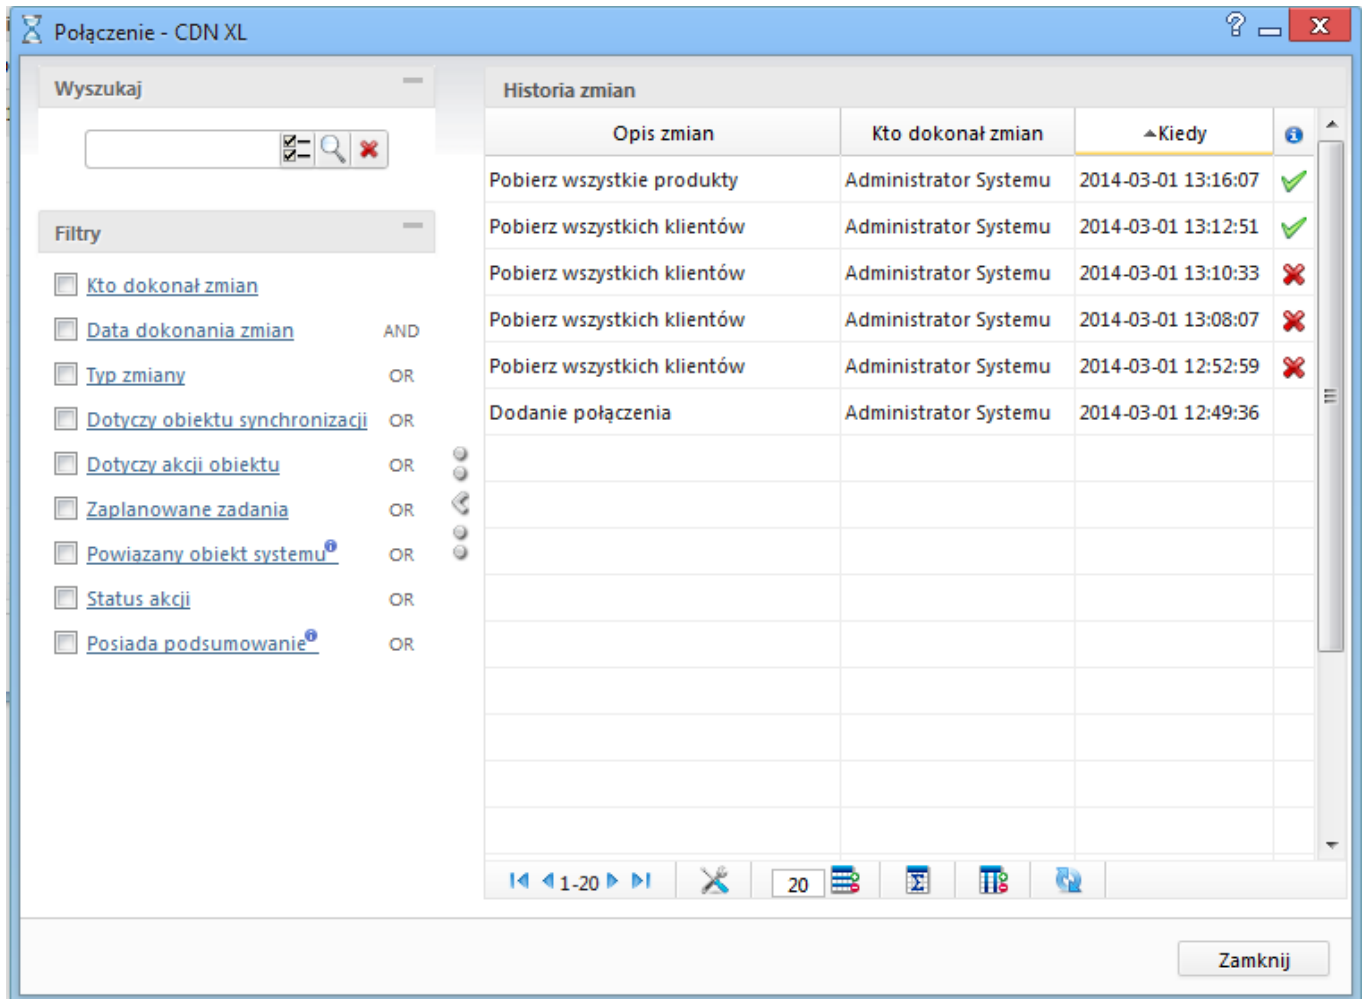 Połączenie - CDN XL
Wyszukaj
Filtry
Kto dokonał zmian
Data dokonania zmian AND
Typ zmiany OR
Dotyczy obiektu synchronizacji OR
Dotyczy akcji obiektu OR
Zaplanowane zadania OR
Powiazany obiekt systemu OR
Status akcji OR
Posiada podsumowanie OR
Historia zmian
Opis zmian Kto dokonał zmian Kiedy
Pobierz wszystkie produkty Administrator Systemu 2014-03-01 13:16:07
Pobierz wszystkich klientów Administrator Systemu 2014-03-01 13:12:51
Pobierz wszystkich klientów Administrator Systemu 2014-03-01 13:10:33
Pobierz wszystkich klientów Administrator Systemu 2014-03-01 13:08:07
Pobierz wszystkich klientów Administrator Systemu 2014-03-01 12:52:59
Dodanie połączenia Administrator Systemu 2014-03-01 12:49:36
1-20 20
Zamknij